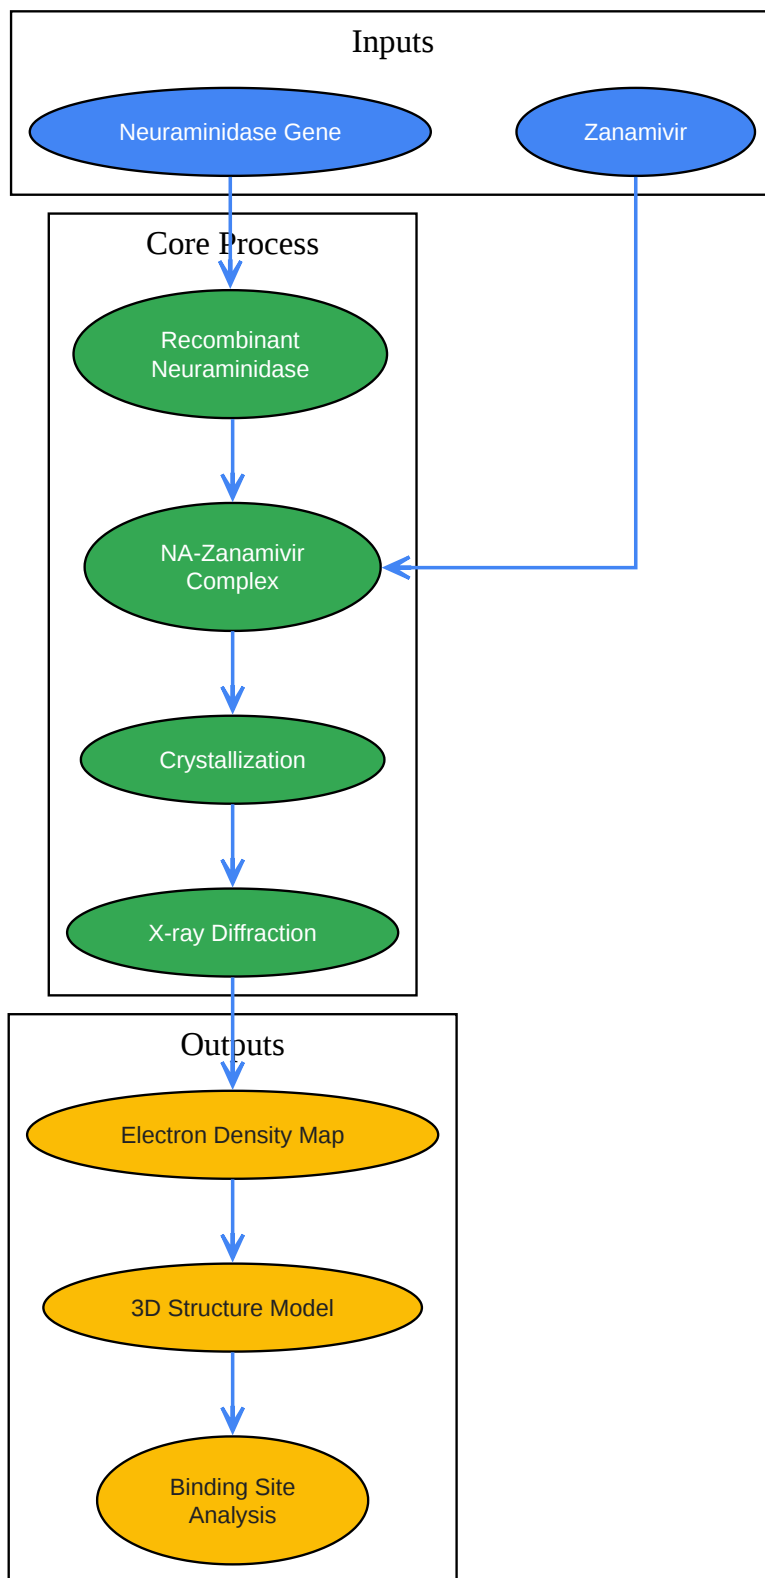 Inputs
Neuraminidase Gene
Zanamivir
Core Process
Recombinant
Neuraminidase
NA-Zanamivir
Complex
Crystallization
X-ray Diffraction
Outputs
Electron Density Map
3D Structure Model
Binding Site
Analysis